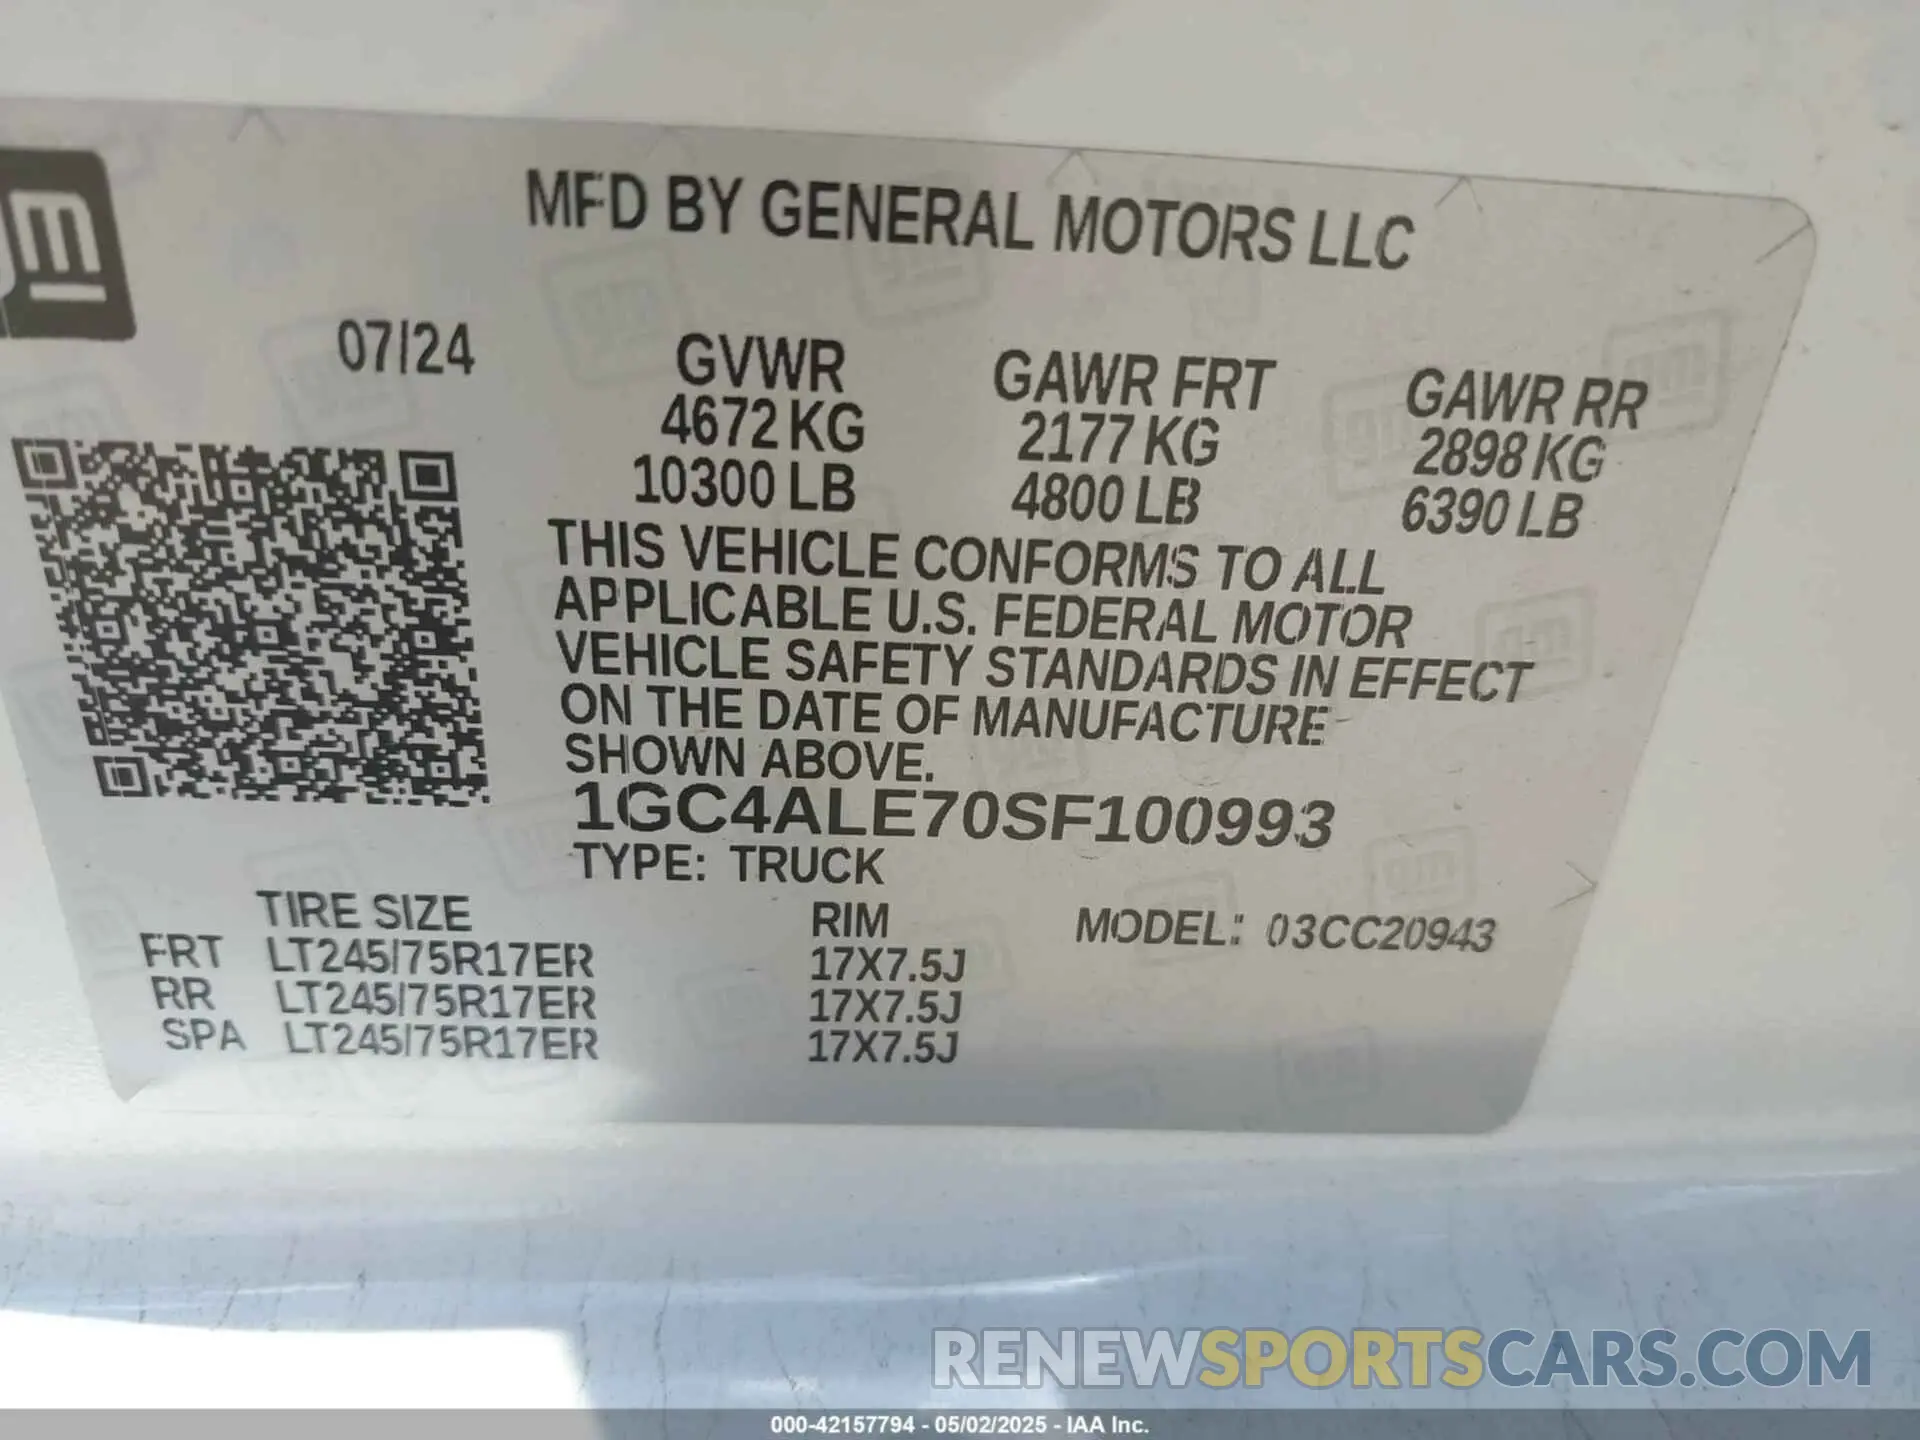 MFD BY GENERAL MOTORS LLC
07/24
GVWR GAWR FRT GAWR RR
4672 KG 2177 KG 2898 KG
10300 LB 4800 LB 6390 LB
THIS VEHICLE CONFORMS TO ALL
APPLICABLE U.S. FEDERAL MOTOR
VEHICLE SAFETY STANDARDS IN EFFECT
ON THE DATE OF MANUFACTURE
SHOWN ABOVE.
1GC4ALE70SF100993
TYPE: TRUCK
TIRE SIZE RIM MODEL: 03CC20943
FRT LT245/75R17ER 17X7.5J
RR LT245/75R17ER 17X7.5J
SPA LT245/75R17ER 17X7.5J
RENEWSPORTSCARS.COM
000-42157794 - 05/02/2025 - IAA Inc.